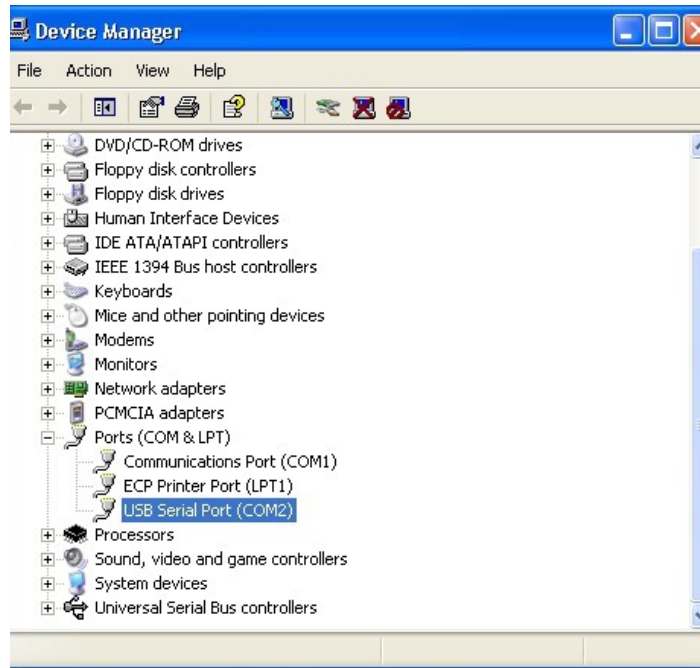 Device Manager
File Action View Help
DVD/CD-ROM drives
Floppy disk controllers
Floppy disk drives
Human Interface Devices
IDE ATA/ATAPI controllers
IEEE 1394 Bus host controllers
Keyboards
Mice and other pointing devices
Modems
Monitors
Network adapters
PCMCIA adapters
Ports (COM & LPT)
Communications Port (COM1)
ECP Printer Port (LPT1)
USB Serial Port (COM2)
Processors
Sound, video and game controllers
System devices
Universal Serial Bus controllers